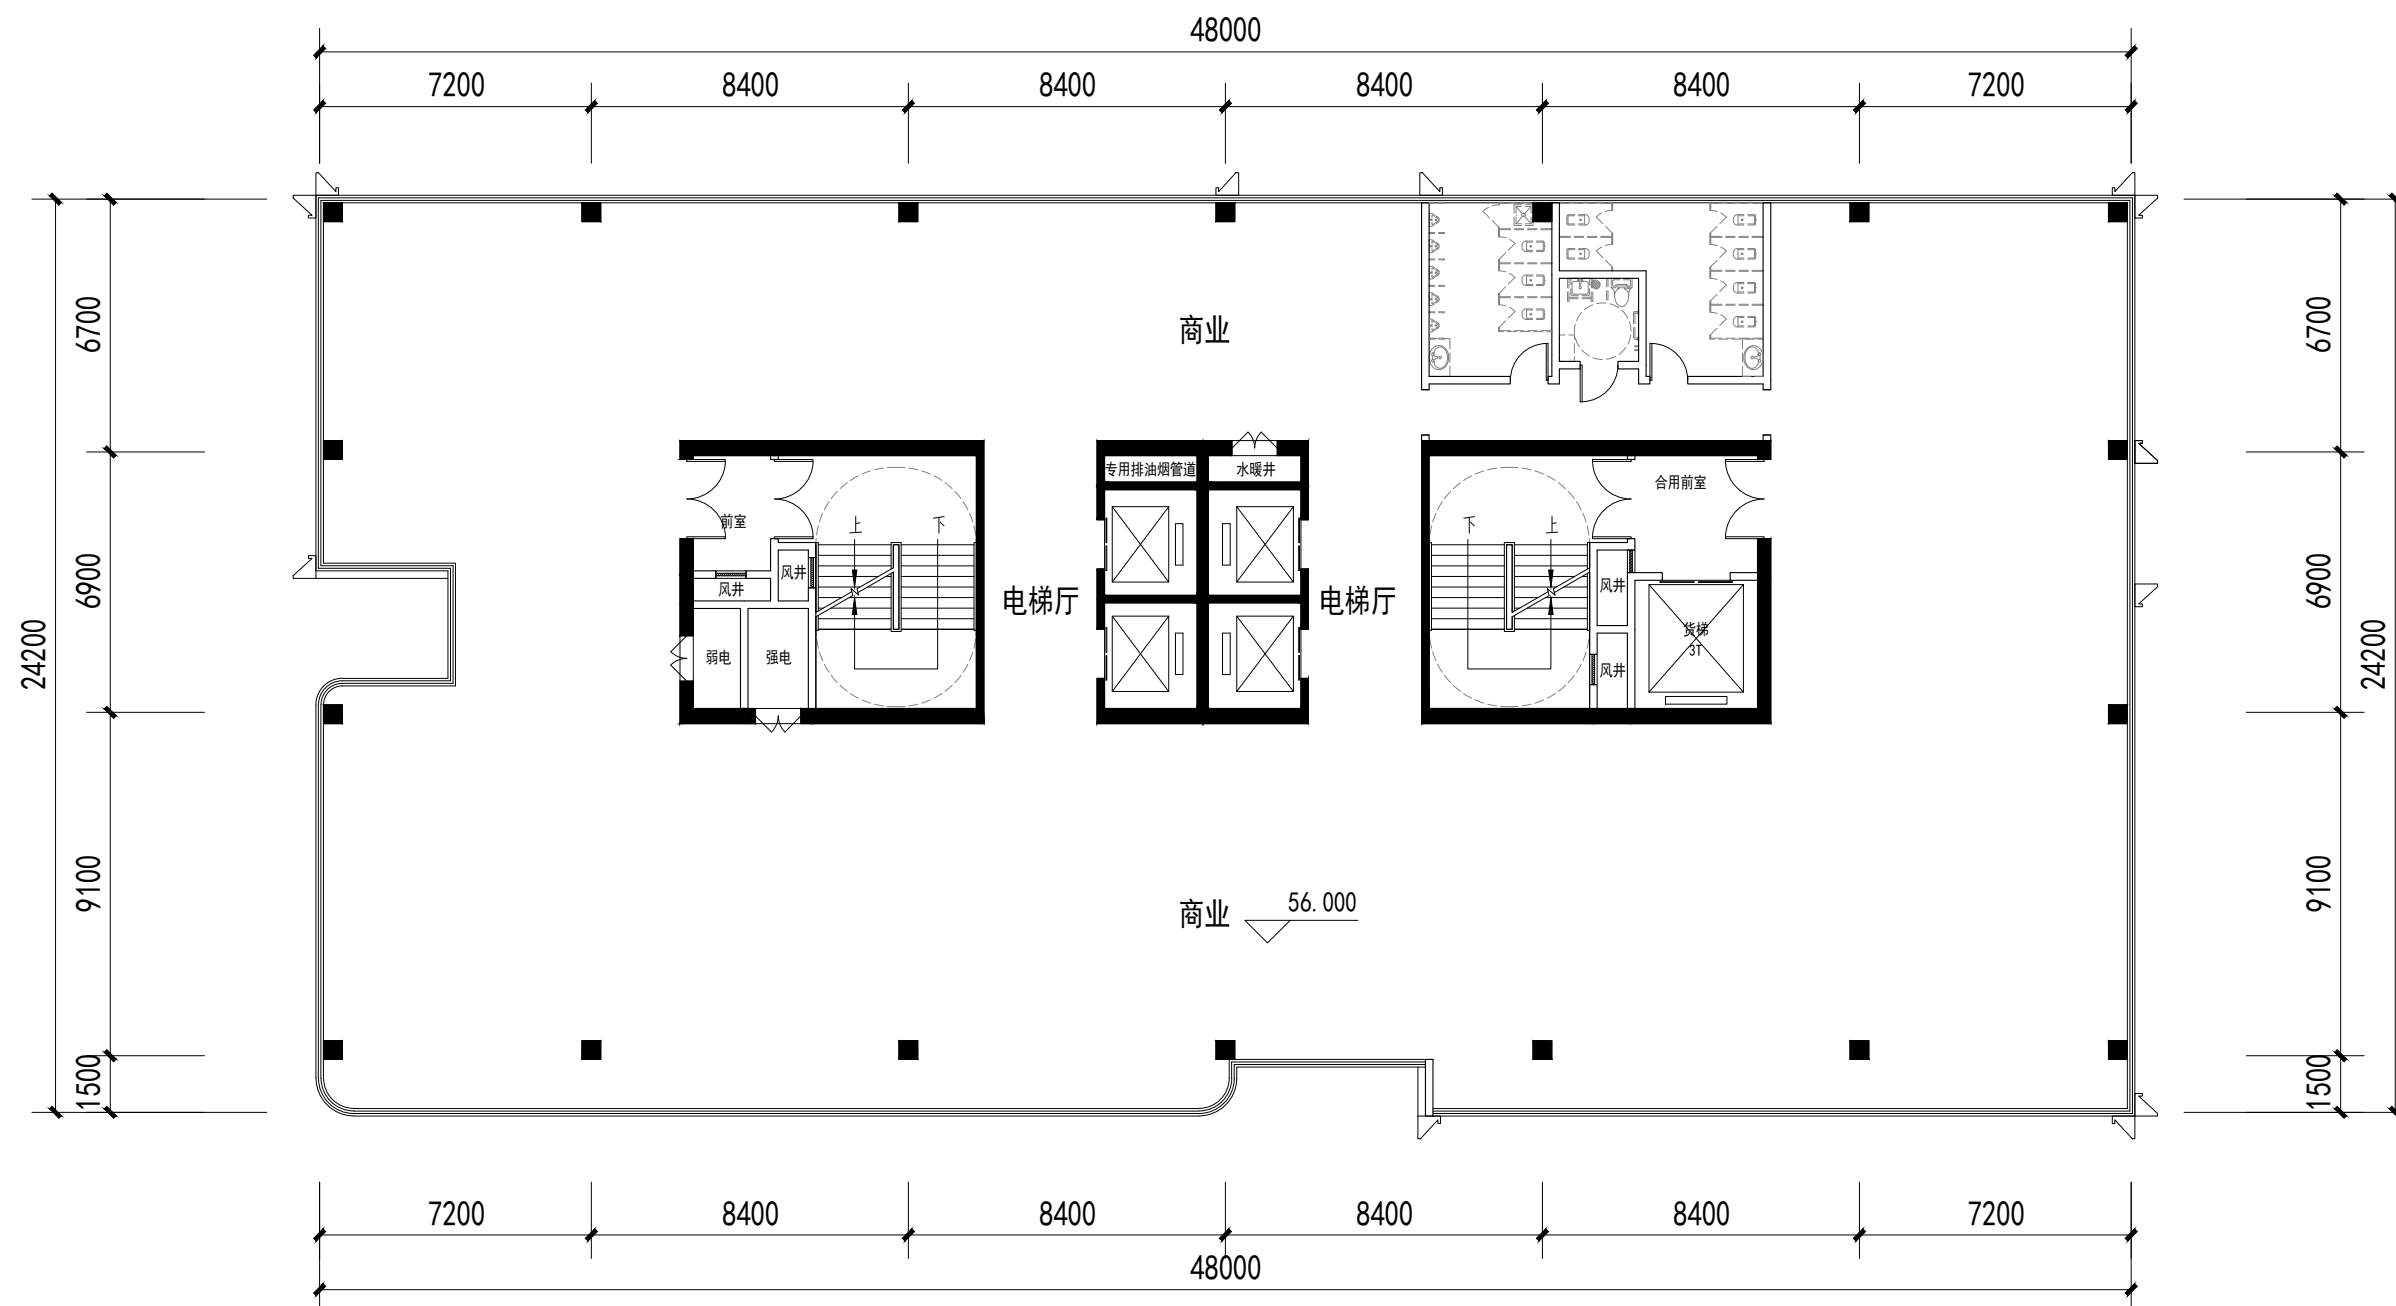 48000
7200 8400 8400 8400 8400 7200
6700 6700
商业
专用排油烟管道 水暖井
合用前室
前室
上 下 下 上
风井 风井
风井
6900 6900
电梯厅 电梯厅
24200 24200
弱电 强电
货梯
3T
风井
9100 9100
商业 56.000
1500 1500
7200 8400 8400 8400 8400 7200
48000